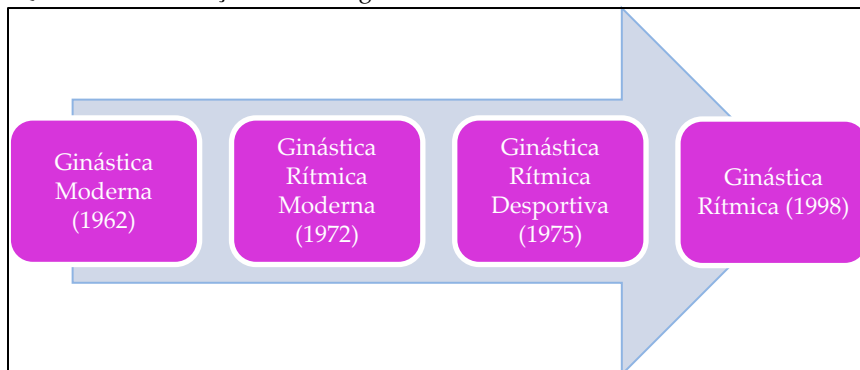 Ginástica
Moderna
(1962)
Ginástica
Rítmica
Moderna
(1972)
Ginástica
Rítmica
Desportiva
(1975)
Ginástica
Rítmica (1998)